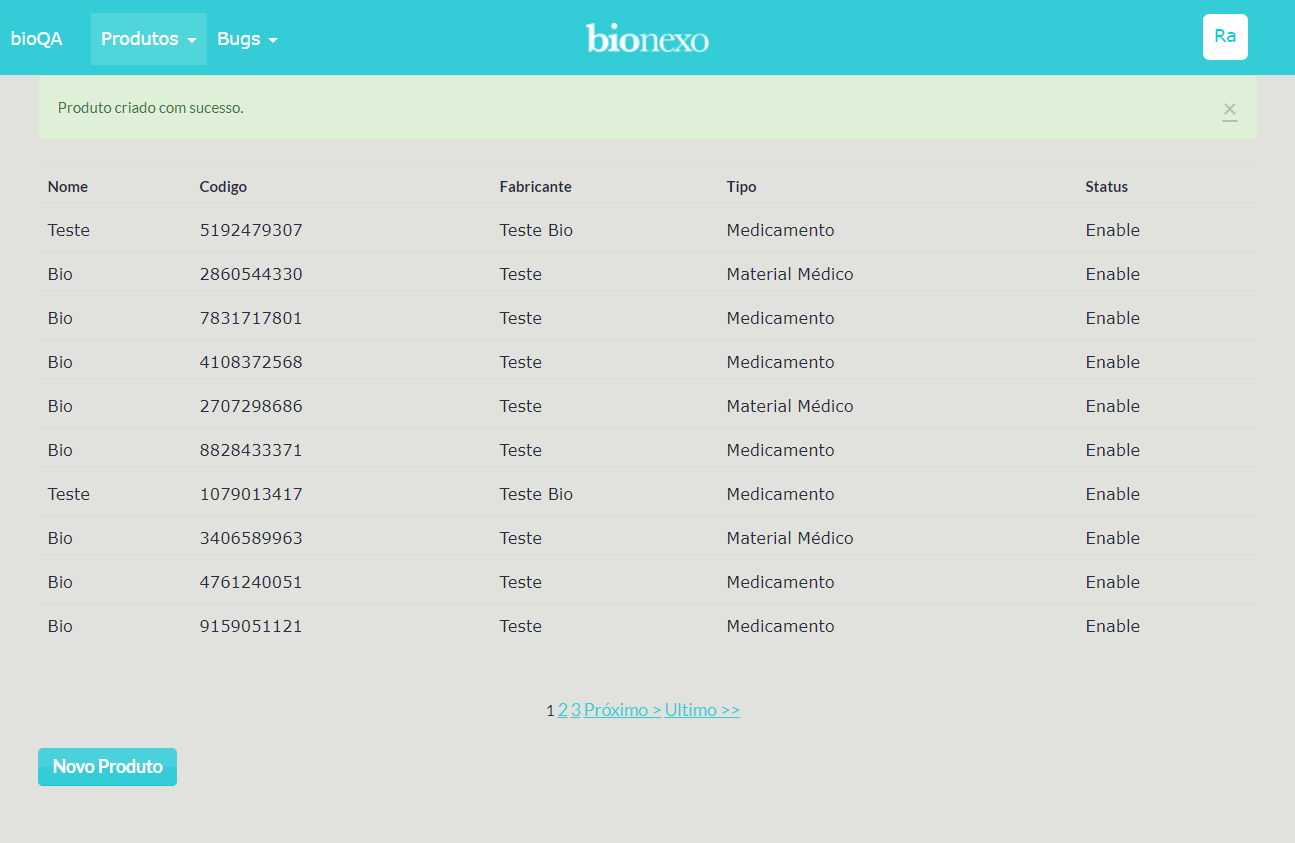 bioQA Produtos Bugs bionexo Ra
Produto criado com sucesso. ×
Nome Codigo Fabricante Tipo Status
Teste 5192479307 Teste Bio Medicamento Enable
Bio 2860544330 Teste Material Médico Enable
Bio 7831717801 Teste Medicamento Enable
Bio 4108372568 Teste Medicamento Enable
Bio 2707298686 Teste Material Médico Enable
Bio 8828433371 Teste Medicamento Enable
Teste 1079013417 Teste Bio Medicamento Enable
Bio 3406589963 Teste Material Médico Enable
Bio 4761240051 Teste Medicamento Enable
Bio 9159051121 Teste Medicamento Enable
1 2 3 Próximo > Ultimo >>
Novo Produto